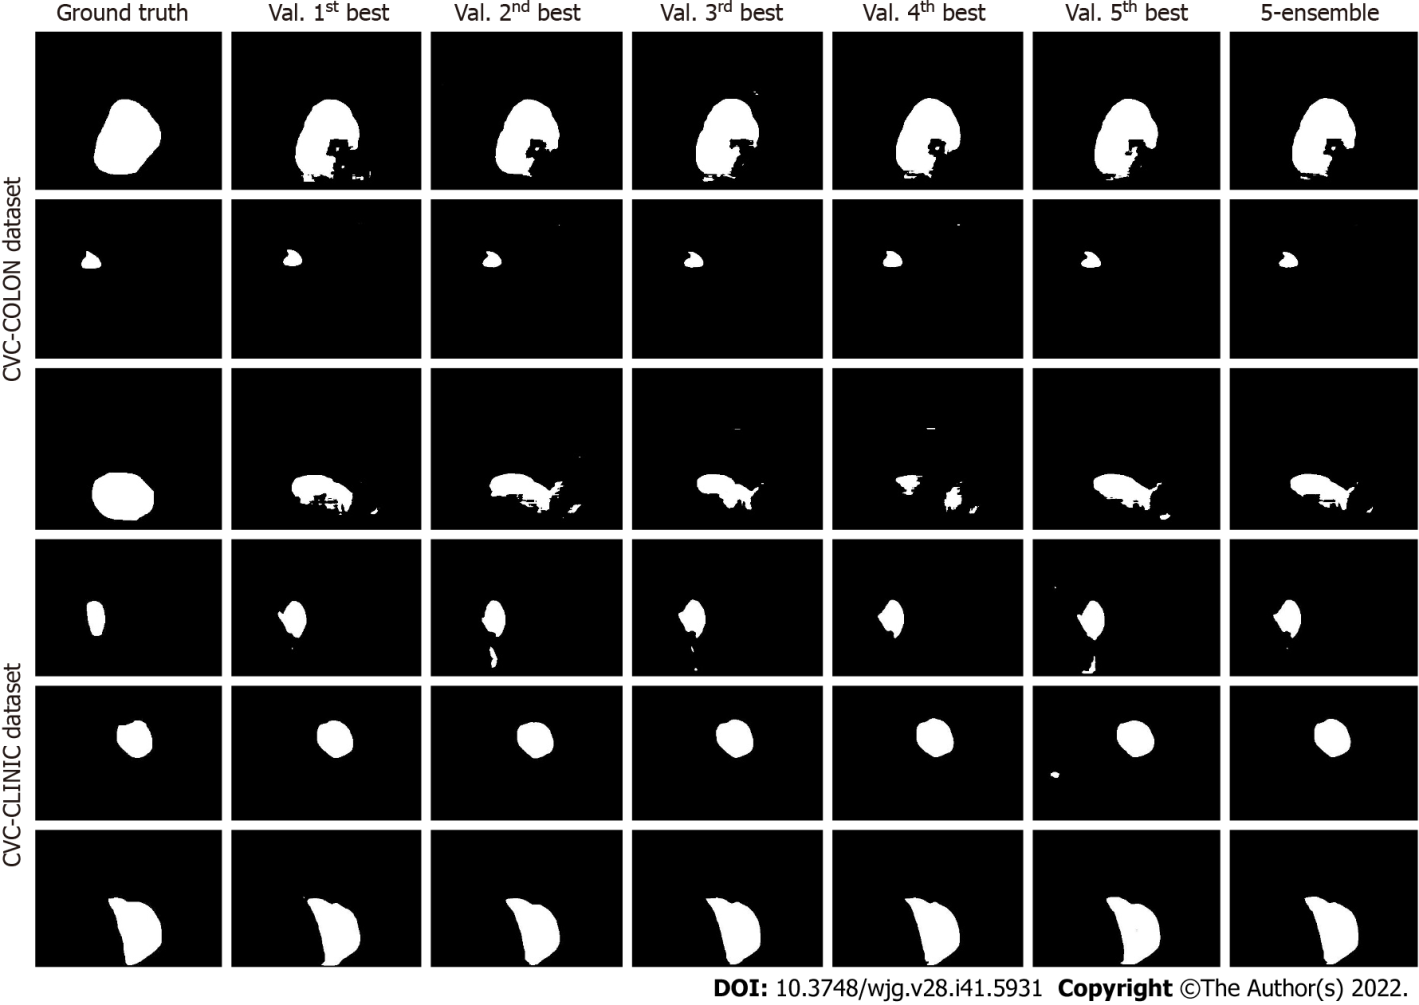 Ground truth
Val. 1st best
Val. 2nd best
Val. 3rd best
Val. 4th best
Val. 5th best
5-ensemble
CVC-COLON dataset
CVC-CLINIC dataset
DOI: 10.3748/wjg.v28.i41.5931 Copyright ©The Author(s) 2022.